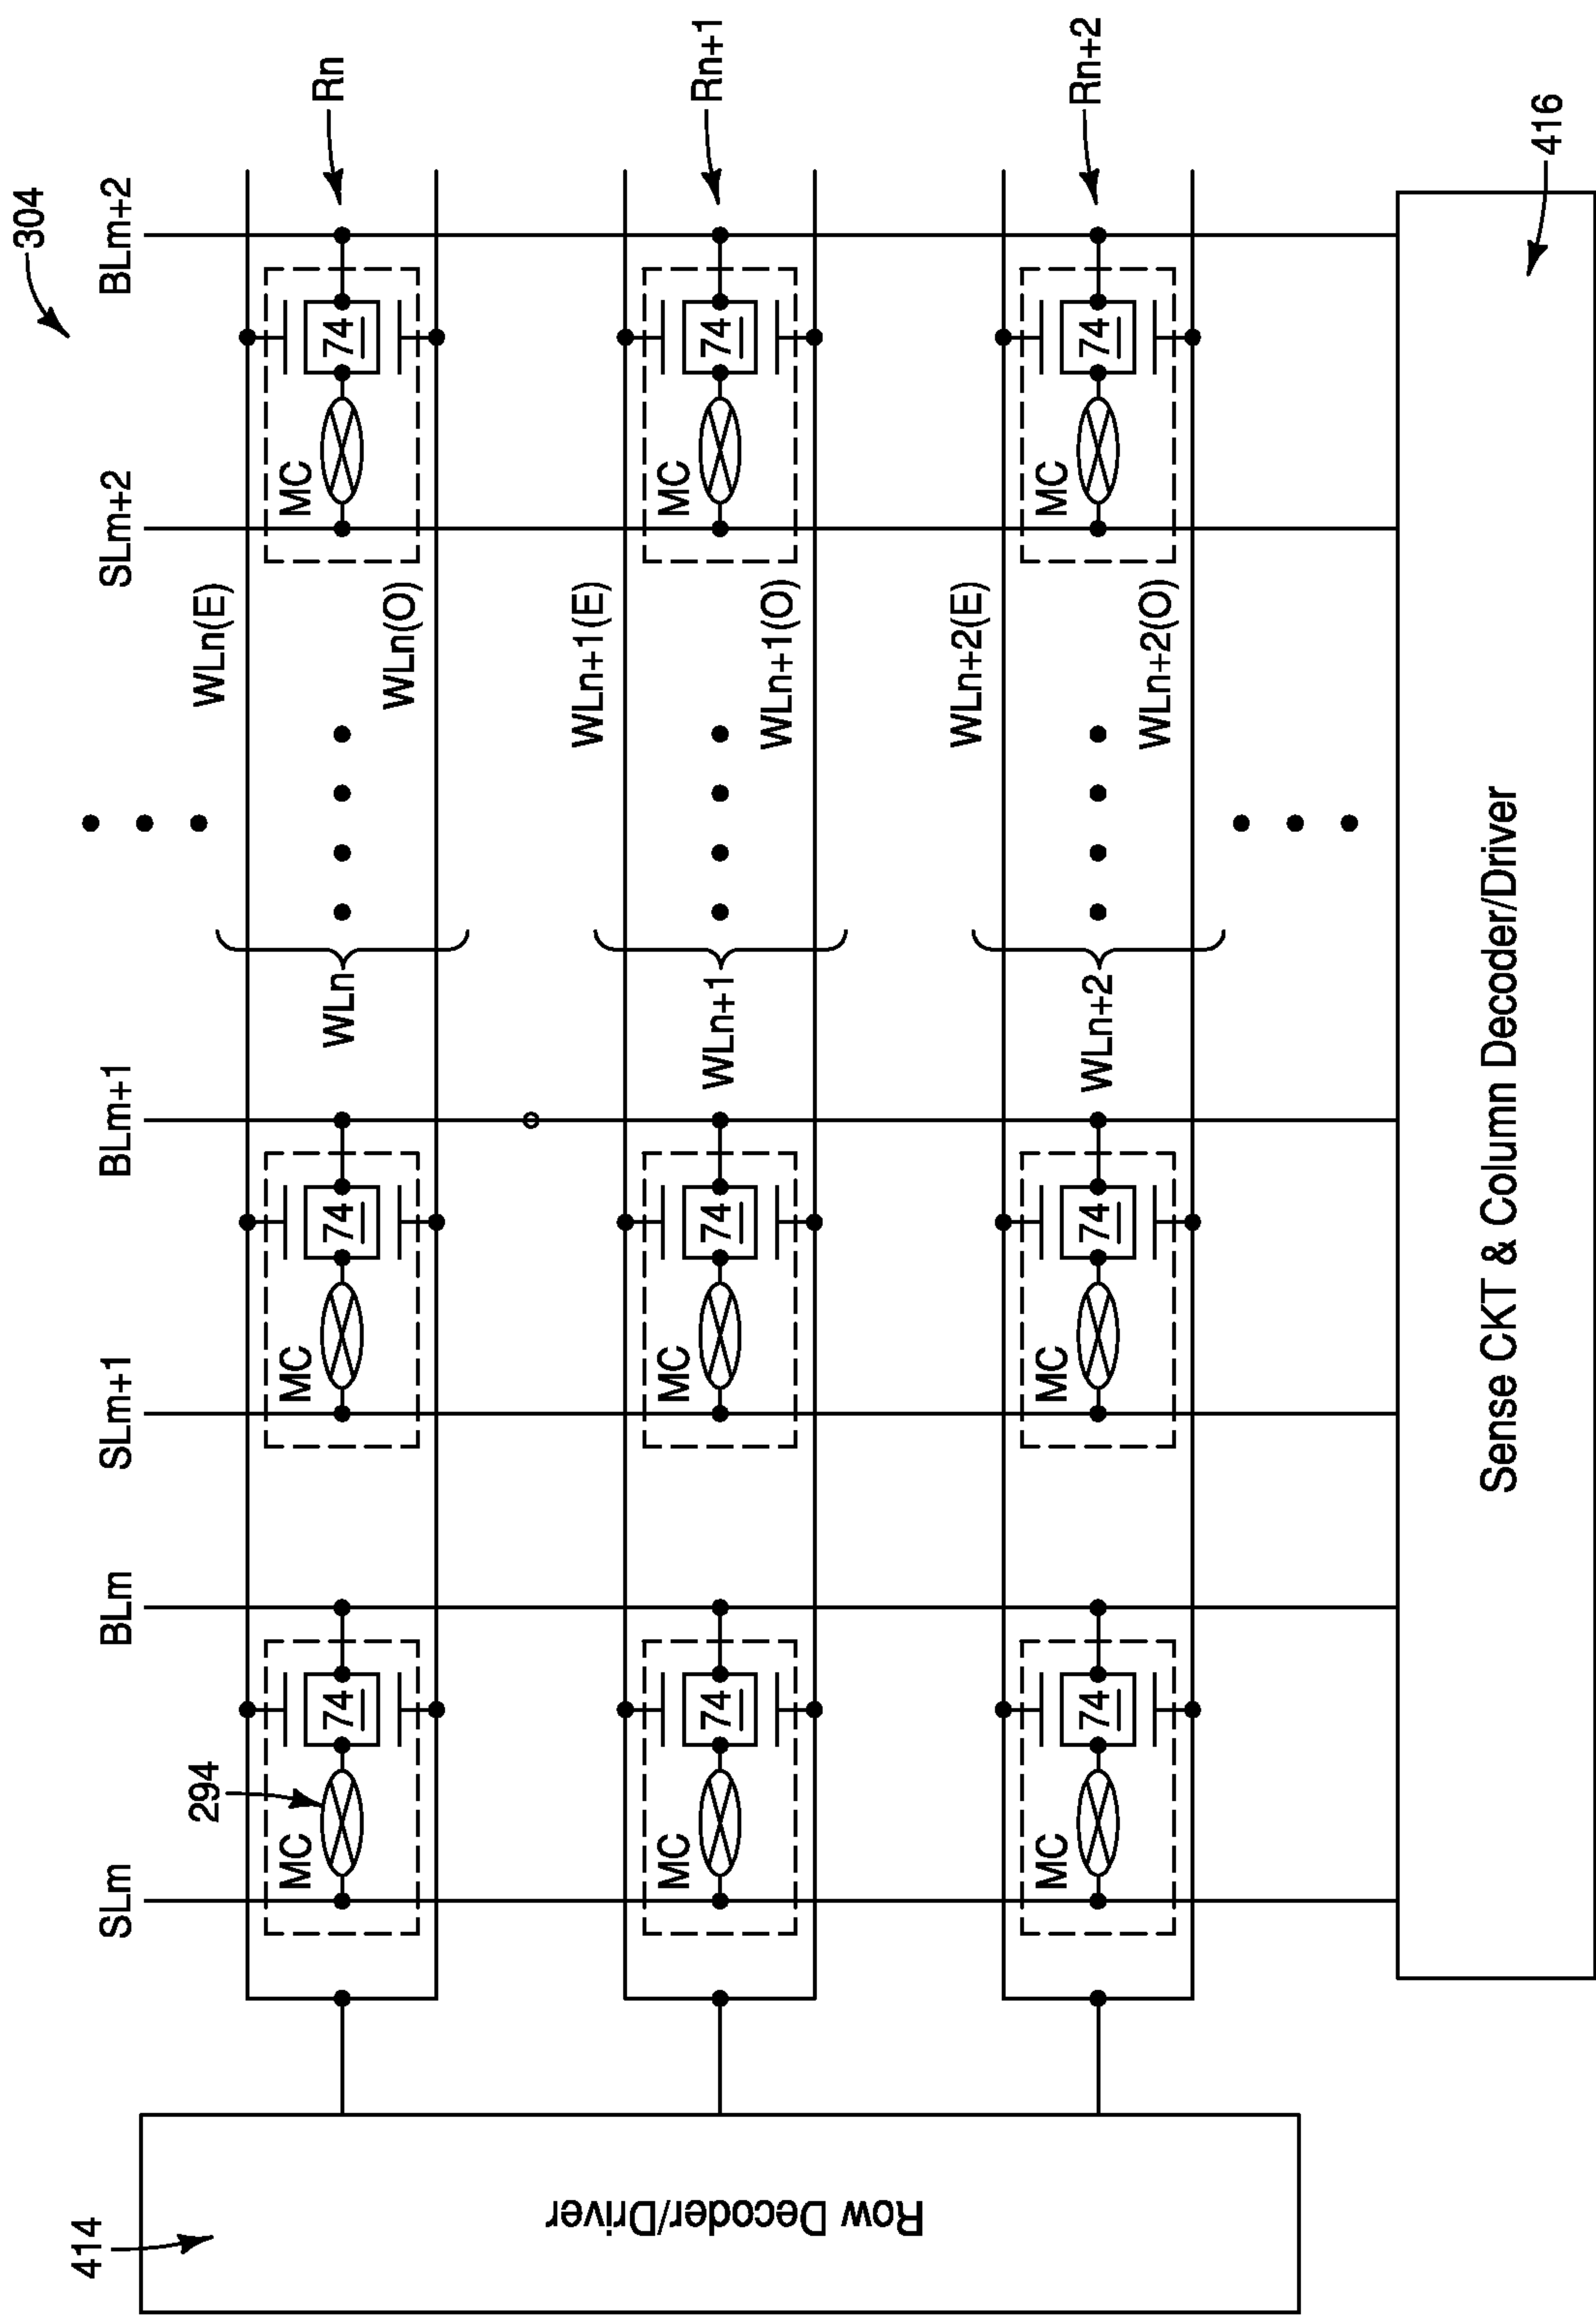 304
SLm
BLm
SLm+1
BLm+1
SLm+2
BLm+2
294
WLn(E)
Rn
MC
74
MC
74
WLn
MC
74
WLn(O)
WLn+1(E)
Rn+1
MC
74
MC
74
WLn+1
MC
74
WLn+1(O)
WLn+2(E)
Rn+2
MC
74
MC
74
WLn+2
MC
74
WLn+2(O)
414
Row Decoder/Driver
Sense CKT & Column Decoder/Driver
416